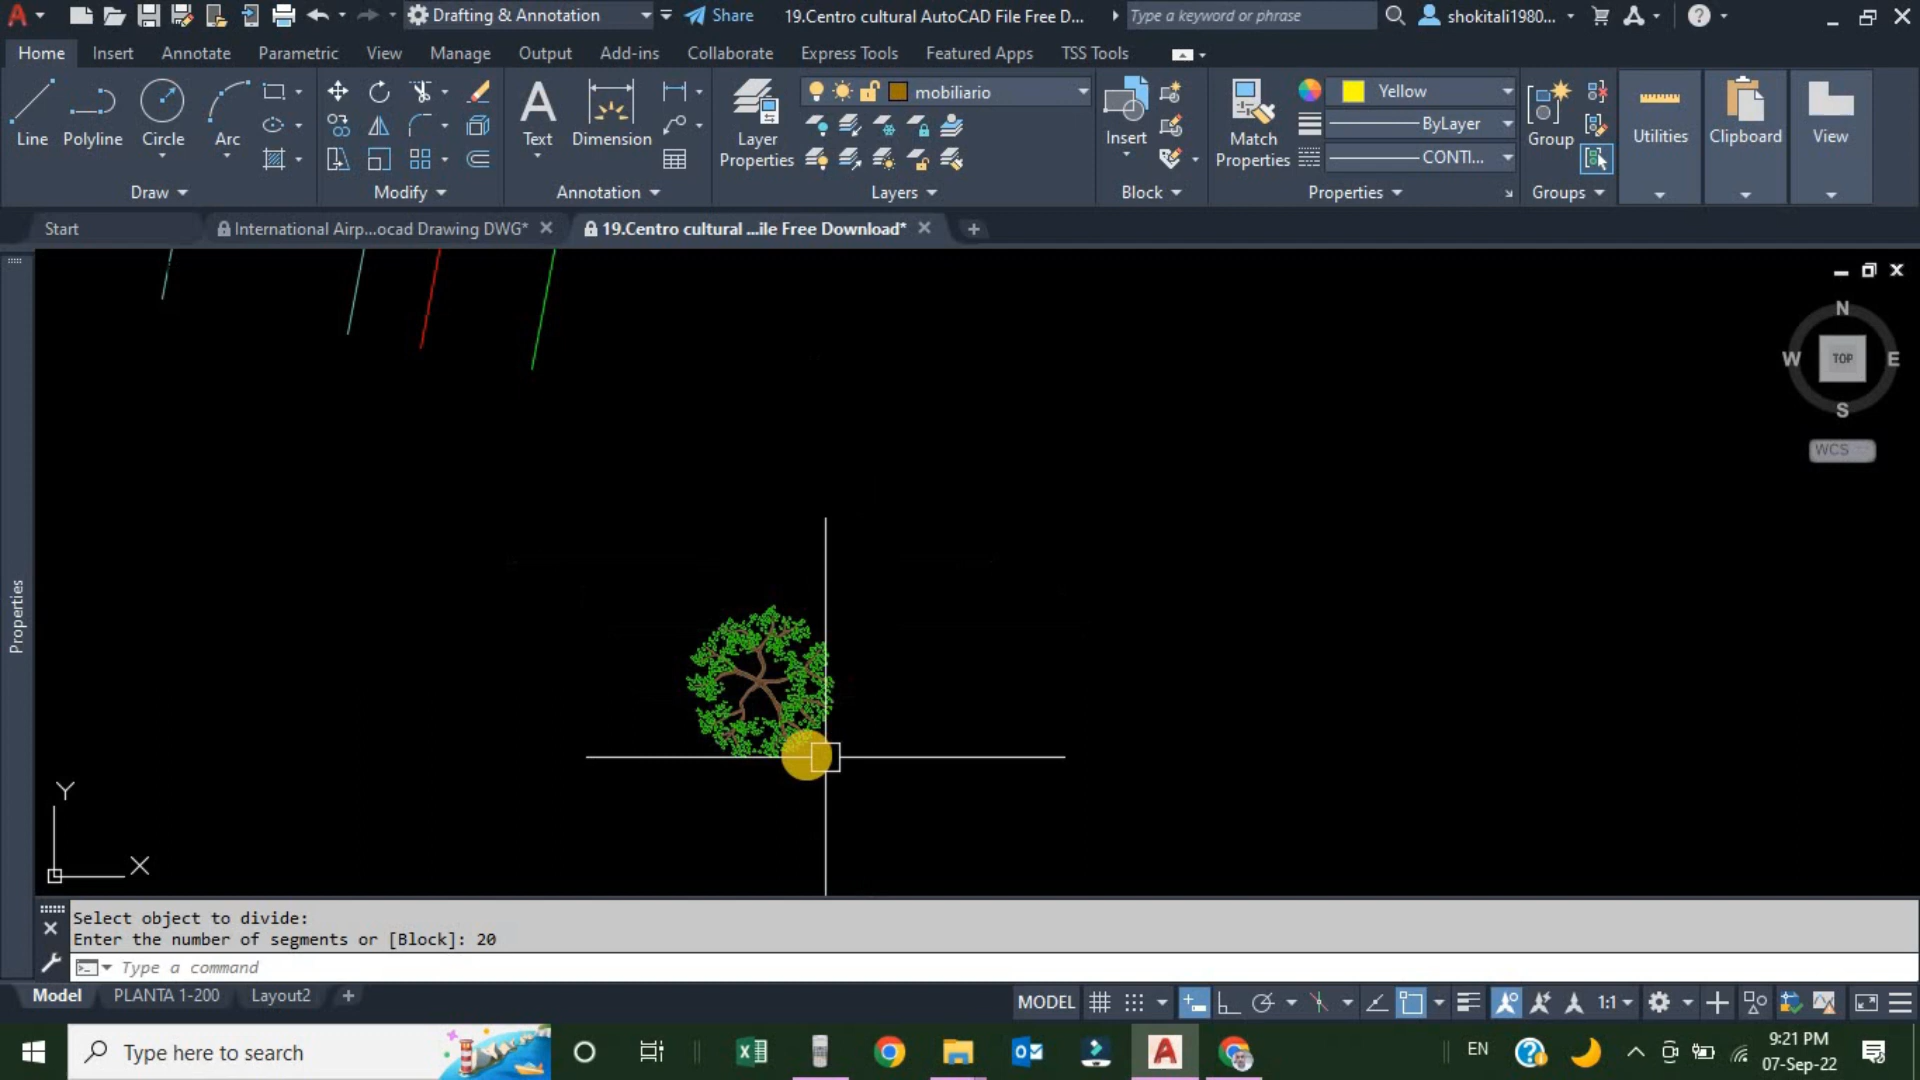 Drafting & Annotation
Share
19.Centro cultural AutoCAD File Free D...
Type a keyword or phrase
shokitali1980...
Home
Insert
Annotate
Parametric
View
Manage
Output
Add-ins
Collaborate
Express Tools
Featured Apps
TSS Tools
Line
Polyline
Circle
Arc
Text
Dimension
Layer
Properties
mobiliario
Insert
Match
Properties
Yellow
ByLayer
CONTI...
Group
Utilities
Clipboard
View
Draw
Modify
Annotation
Layers
Block
Properties
Groups
Start
International Airp...ocad Drawing DWG*
19.Centro cultural ...ile Free Download*
N
W
TOP
E
S
WCS
Properties
Y
X
Select object to divide:
Enter the number of segments or [Block]: 20
Type a command
Model
PLANTA 1-200
Layout2
MODEL
1:1
Type here to search
EN
9:21 PM
07-Sep-22